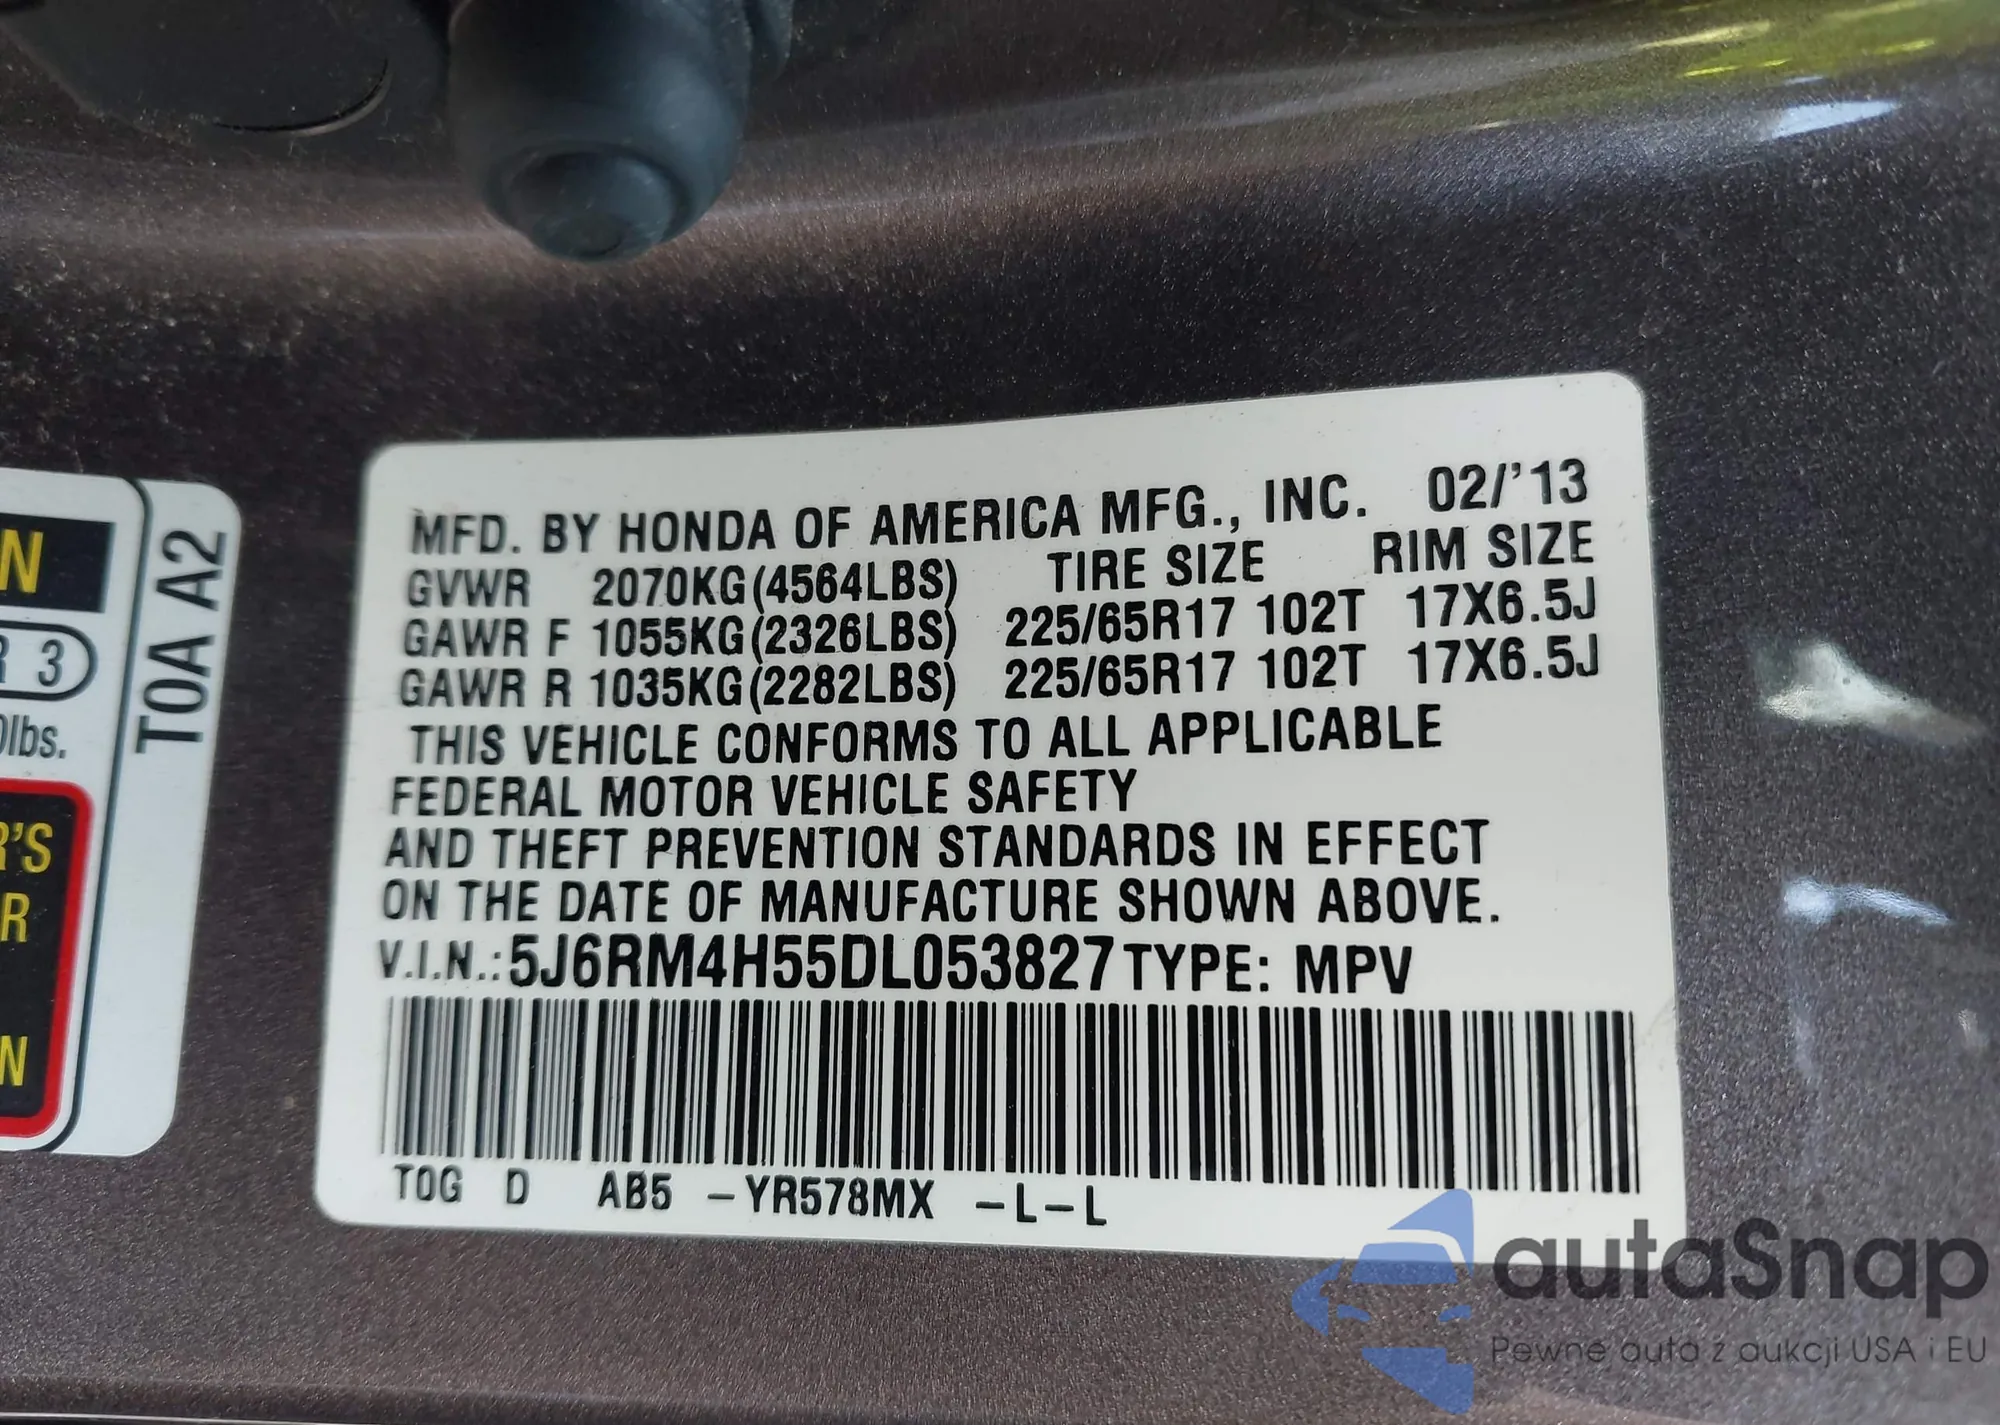 MFD. BY HONDA OF AMERICA MFG., INC. 02/'13
GVWR 2070KG(4564LBS) TIRE SIZE RIM SIZE
GAWR F 1055KG(2326LBS) 225/65R17 102T 17X6.5J
GAWR R 1035KG(2282LBS) 225/65R17 102T 17X6.5J
THIS VEHICLE CONFORMS TO ALL APPLICABLE
FEDERAL MOTOR VEHICLE SAFETY
AND THEFT PREVENTION STANDARDS IN EFFECT
ON THE DATE OF MANUFACTURE SHOWN ABOVE.
V.I.N.:5J6RM4H55DL053827 TYPE: MPV
T0G D AB5 -YR578MX -L-L
N
R 3
0lbs.
R'S
R
N
T0A A2
autaSnap
Pewne auta z aukcji USA i EU